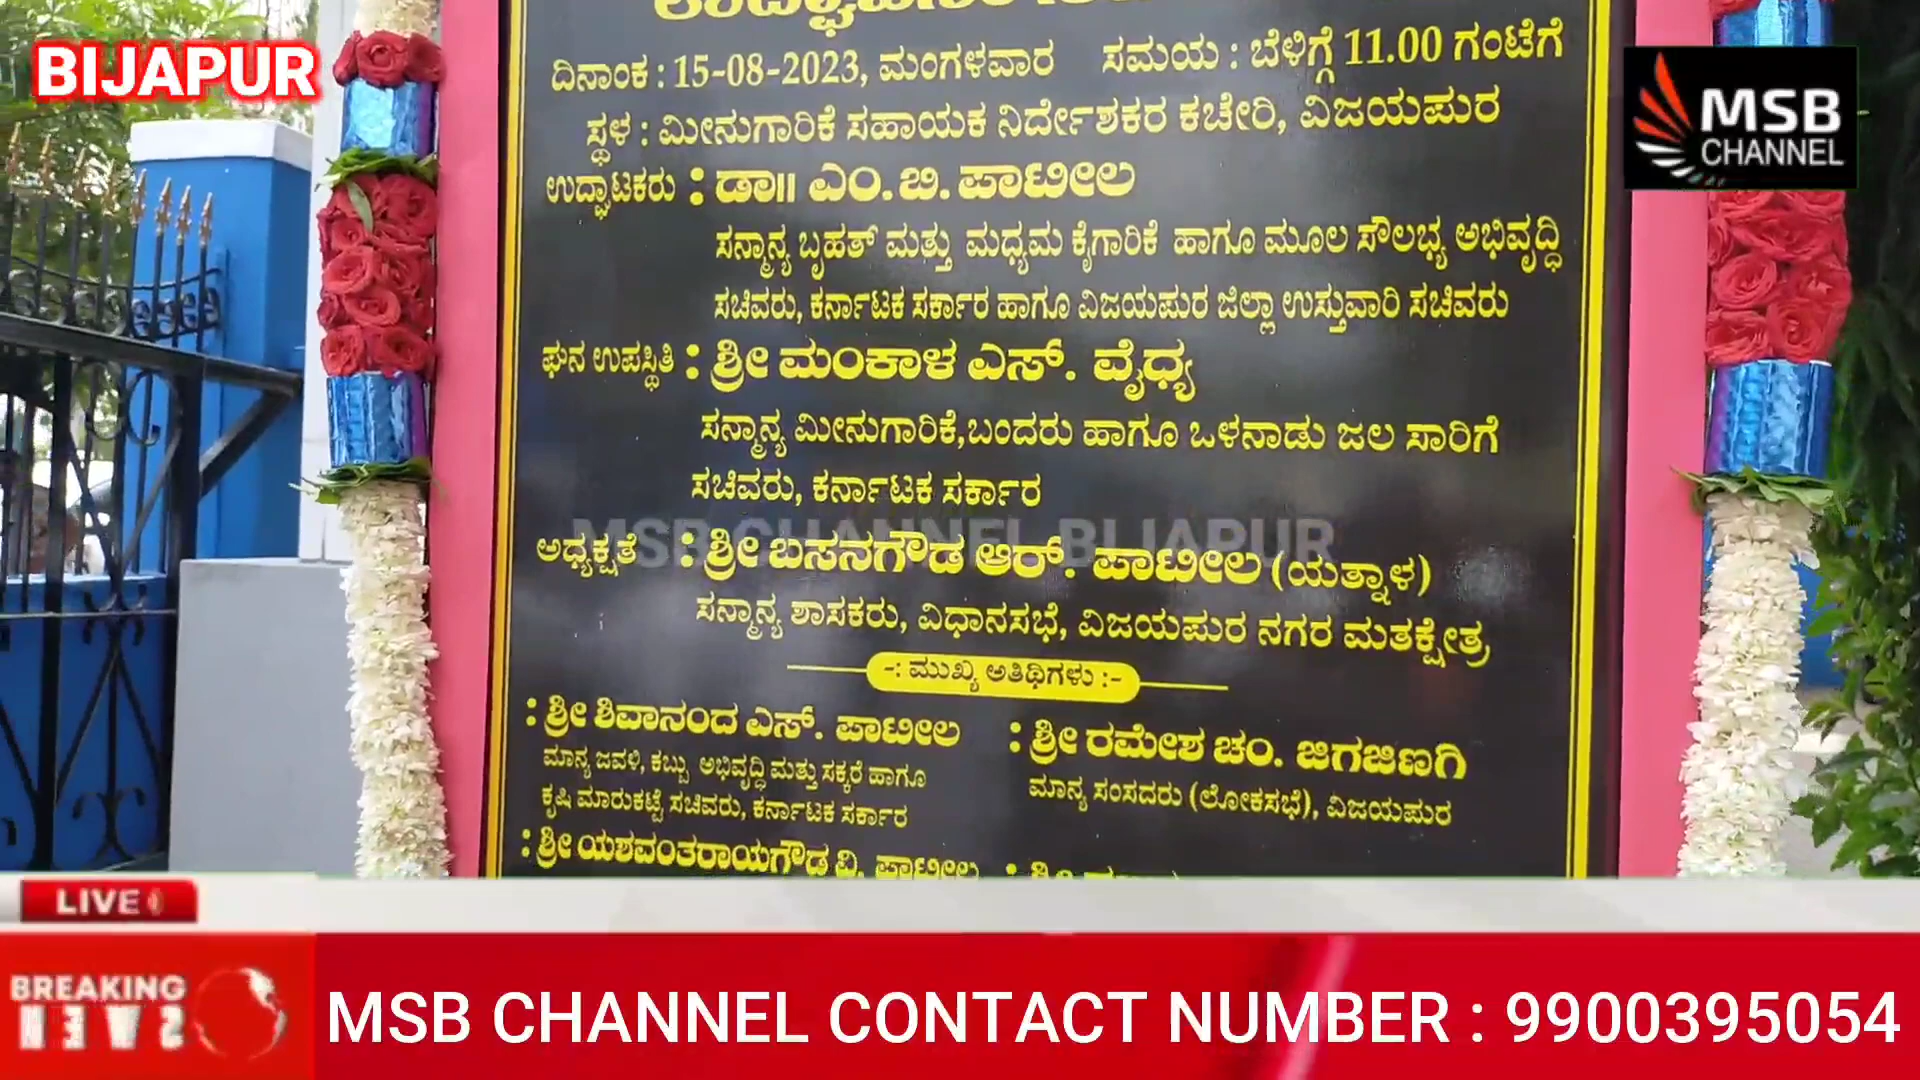 BIJAPUR
ದಿನಾಂಕ : 15-08-2023, ಮಂಗಳವಾರ ಸಮಯ : ಬೆಳಿಗ್ಗೆ 11.00 ಗಂಟೆಗೆ
MSB
CHANNEL
ಸ್ಥಳ : ಮೀನುಗಾರಿಕೆ ಸಹಾಯಕ ನಿರ್ದೇಶಕರ ಕಚೇರಿ, ವಿಜಯಪುರ
ಉದ್ಘಾಟಕರು : ಡಾ॥ ಎಂ. ಬಿ. ಪಾಟೀಲ
ಸನ್ಮಾನ್ಯ ಬೃಹತ್ ಮತ್ತು ಮಧ್ಯಮ ಕೈಗಾರಿಕೆ ಹಾಗೂ ಮೂಲ ಸೌಲಭ್ಯ ಅಭಿವೃದ್ಧಿ
ಸಚಿವರು, ಕರ್ನಾಟಕ ಸರ್ಕಾರ ಹಾಗೂ ವಿಜಯಪುರ ಜಿಲ್ಲಾ ಉಸ್ತುವಾರಿ ಸಚಿವರು
ಘನ ಉಪಸ್ಥಿತಿ : ಶ್ರೀ ಮಂಕಾಳ ಎಸ್. ವೈಧ್ಯ
ಸನ್ಮಾನ್ಯ ಮೀನುಗಾರಿಕೆ,ಬಂದರು ಹಾಗೂ ಒಳನಾಡು ಜಲ ಸಾರಿಗೆ
ಸಚಿವರು, ಕರ್ನಾಟಕ ಸರ್ಕಾರ
MSB CHANNEL BIJAPUR
ಅಧ್ಯಕ್ಷತೆ : ಶ್ರೀ ಬಸನಗೌಡ ಆರ್. ಪಾಟೀಲ (ಯತ್ನಾಳ)
ಸನ್ಮಾನ್ಯ ಶಾಸಕರು, ವಿಧಾನಸಭೆ, ವಿಜಯಪುರ ನಗರ ಮತಕ್ಷೇತ್ರ
-: ಮುಖ್ಯ ಅತಿಥಿಗಳು :-
: ಶ್ರೀ ಶಿವಾನಂದ ಎಸ್. ಪಾಟೀಲ
ಮಾನ್ಯ ಜವಳಿ, ಕಬ್ಬು ಅಭಿವೃದ್ಧಿ ಮತ್ತು ಸಕ್ಕರೆ ಹಾಗೂ
ಕೃಷಿ ಮಾರುಕಟ್ಟೆ ಸಚಿವರು, ಕರ್ನಾಟಕ ಸರ್ಕಾರ
: ಶ್ರೀ ರಮೇಶ ಚಂ. ಜಿಗಜಿಣಗಿ
ಮಾನ್ಯ ಸಂಸದರು (ಲೋಕಸಭೆ), ವಿಜಯಪುರ
: ಶ್ರೀ ಯಶವಂತರಾಯಗೌಡ ವಿ. ಪಾಟೀಲ
LIVE
BREAKING
NEWS
MSB CHANNEL CONTACT NUMBER : 9900395054